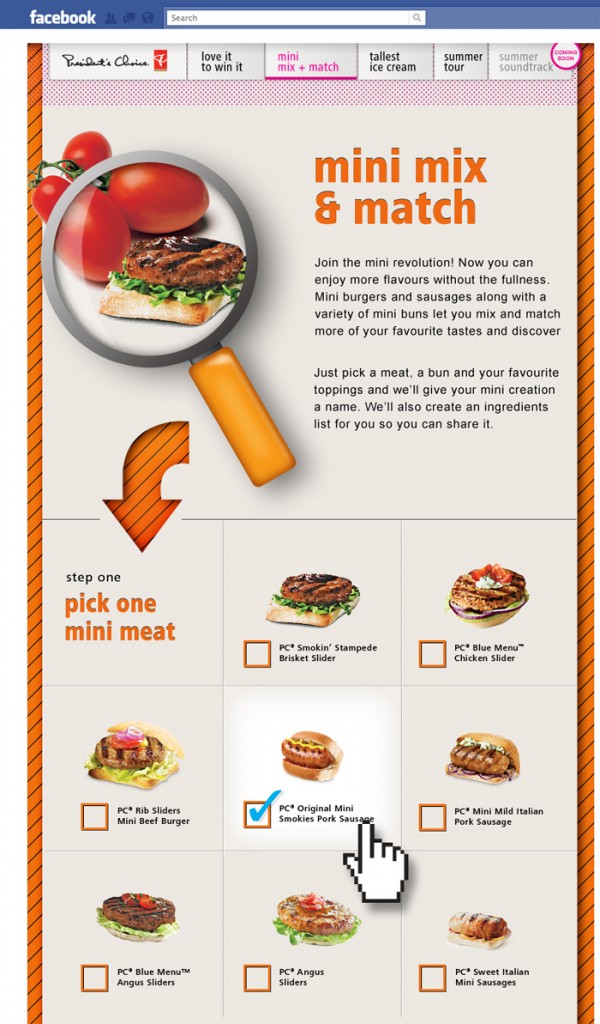 facebook
Search
President's Choice PC
love it
to win it
mini
mix + match
tallest
ice cream
summer
tour
summer
soundtrack
COMING
SOON
mini mix
& match
Join the mini revolution! Now you can
enjoy more flavours without the fullness.
Mini burgers and sausages along with a
variety of mini buns let you mix and match
more of your favourite tastes and discover
Just pick a meat, a bun and your favourite
toppings and we'll give your mini creation
a name. We'll also create an ingredients
list for you so you can share it.
step one
pick one
mini meat
PC® Smokin' Stampede
Brisket Slider
PC® Blue Menu™
Chicken Slider
PC® Rib Sliders
Mini Beef Burger
PC® Original Mini
Smokies Pork Sausage
PC® Mini Mild Italian
Pork Sausage
PC® Blue Menu™
Angus Sliders
PC® Angus
Sliders
PC® Sweet Italian
Mini Sausages